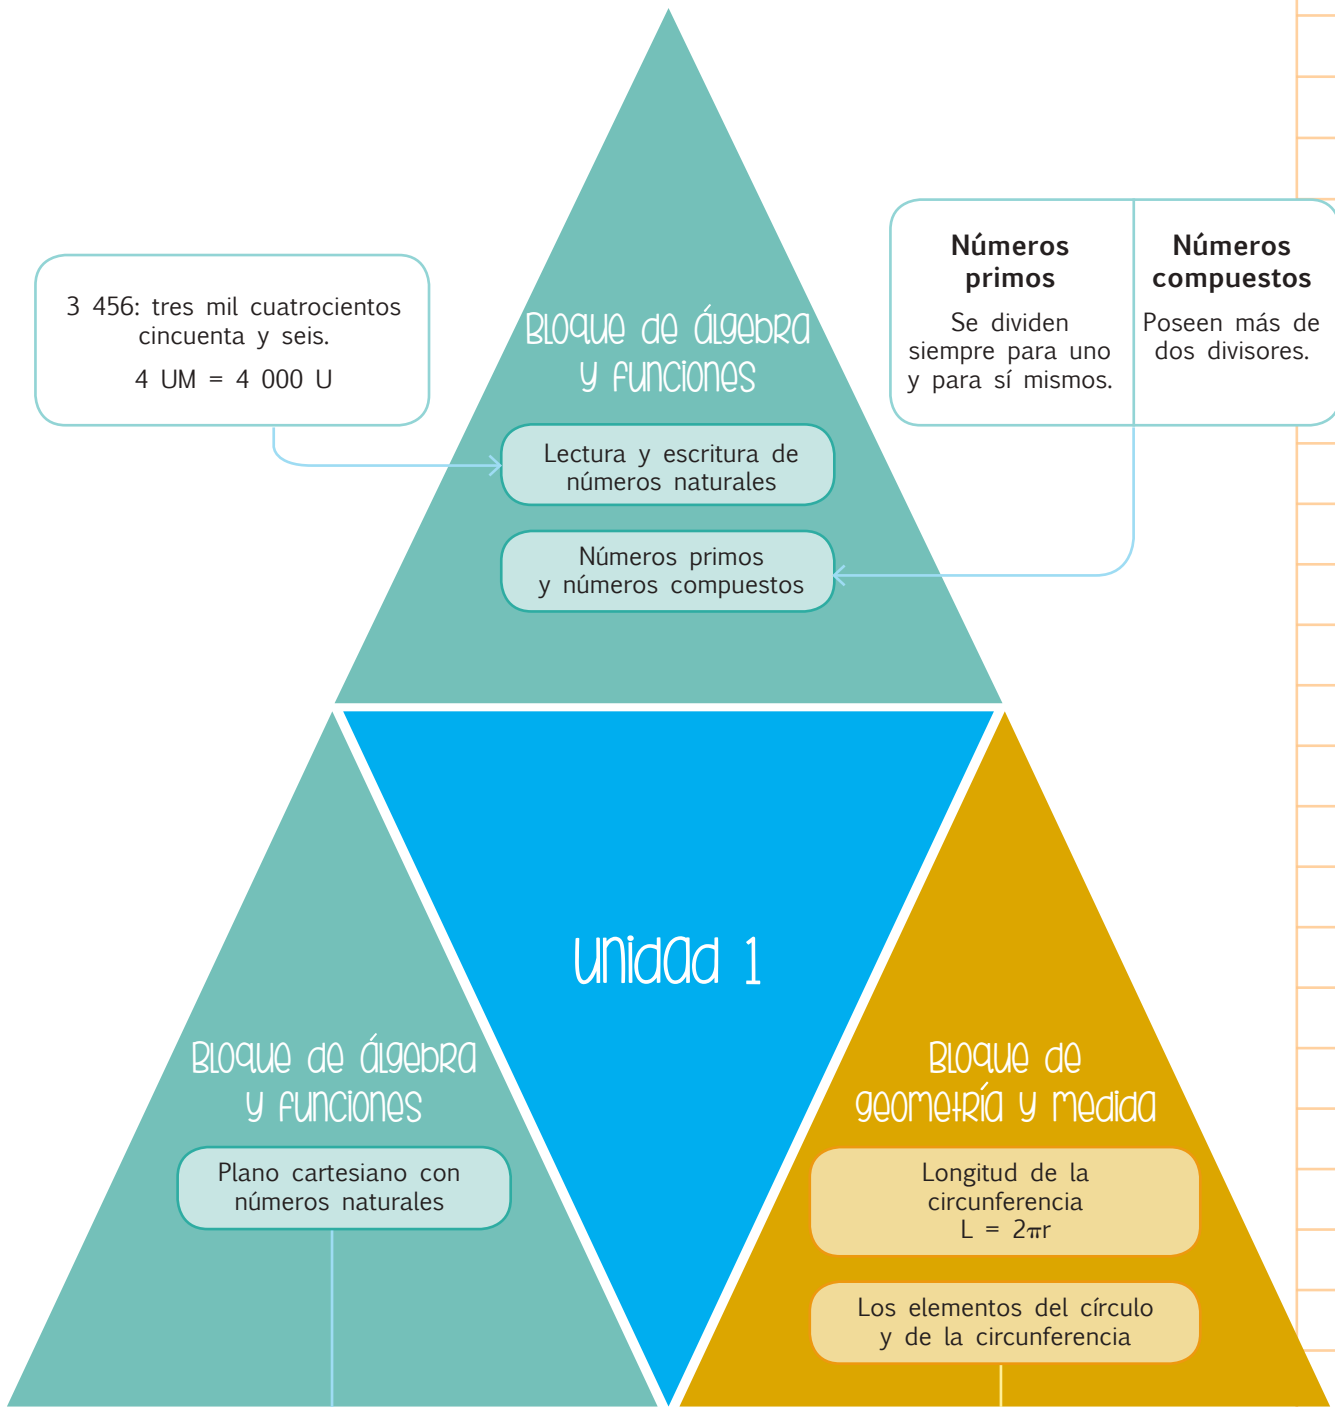 3 456: tres mil cuatrocientos
cincuenta y seis.
4 UM = 4 000 U
Números
primos
Se dividen
siempre para uno
y para sí mismos.
Números
compuestos
Poseen más de
dos divisores.
Bloque de álgebra
y funciones
Lectura y escritura de
números naturales
Números primos
y números compuestos
Unidad 1
Bloque de álgebra
y funciones
Plano cartesiano con
números naturales
Bloque de
geometría y medida
Longitud de la
circunferencia
L = 2πr
Los elementos del círculo
y de la circunferencia